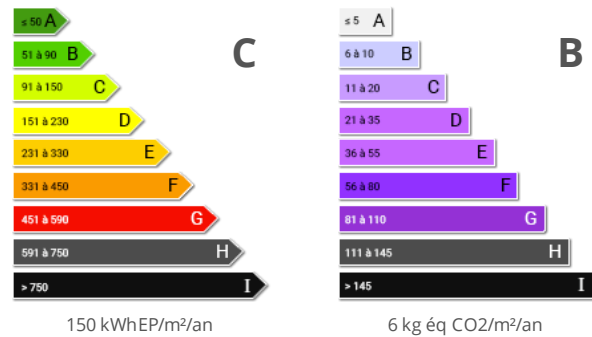 ≤ 50 A
51 à 90 B
91 à 150 C
151 à 230 D
231 à 330 E
331 à 450 F
451 à 590 G
591 à 750 H
> 750 I
C
150 kWhEP/m²/an
≤ 5 A
6 à 10 B
11 à 20 C
21 à 35 D
36 à 55 E
56 à 80 F
81 à 110 G
111 à 145 H
> 145 I
B
6 kg éq CO2/m²/an